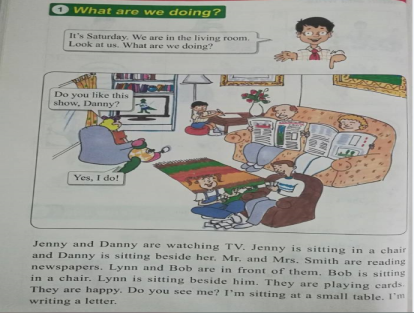 1 What are we doing?
It's Saturday. We are in the living room.
Look at us. What are we doing?
Do you like this
show, Danny?
Yes, I do!
Jenny and Danny are watching TV. Jenny is sitting in a chair
and Danny is sitting beside her. Mr. and Mrs. Smith are reading
newspapers. Lynn and Bob are in front of them. Bob is sitting
in a chair. Lynn is sitting beside him. They are playing cards.
They are happy. Do you see me? I'm sitting at a small table. I'm
writing a letter.